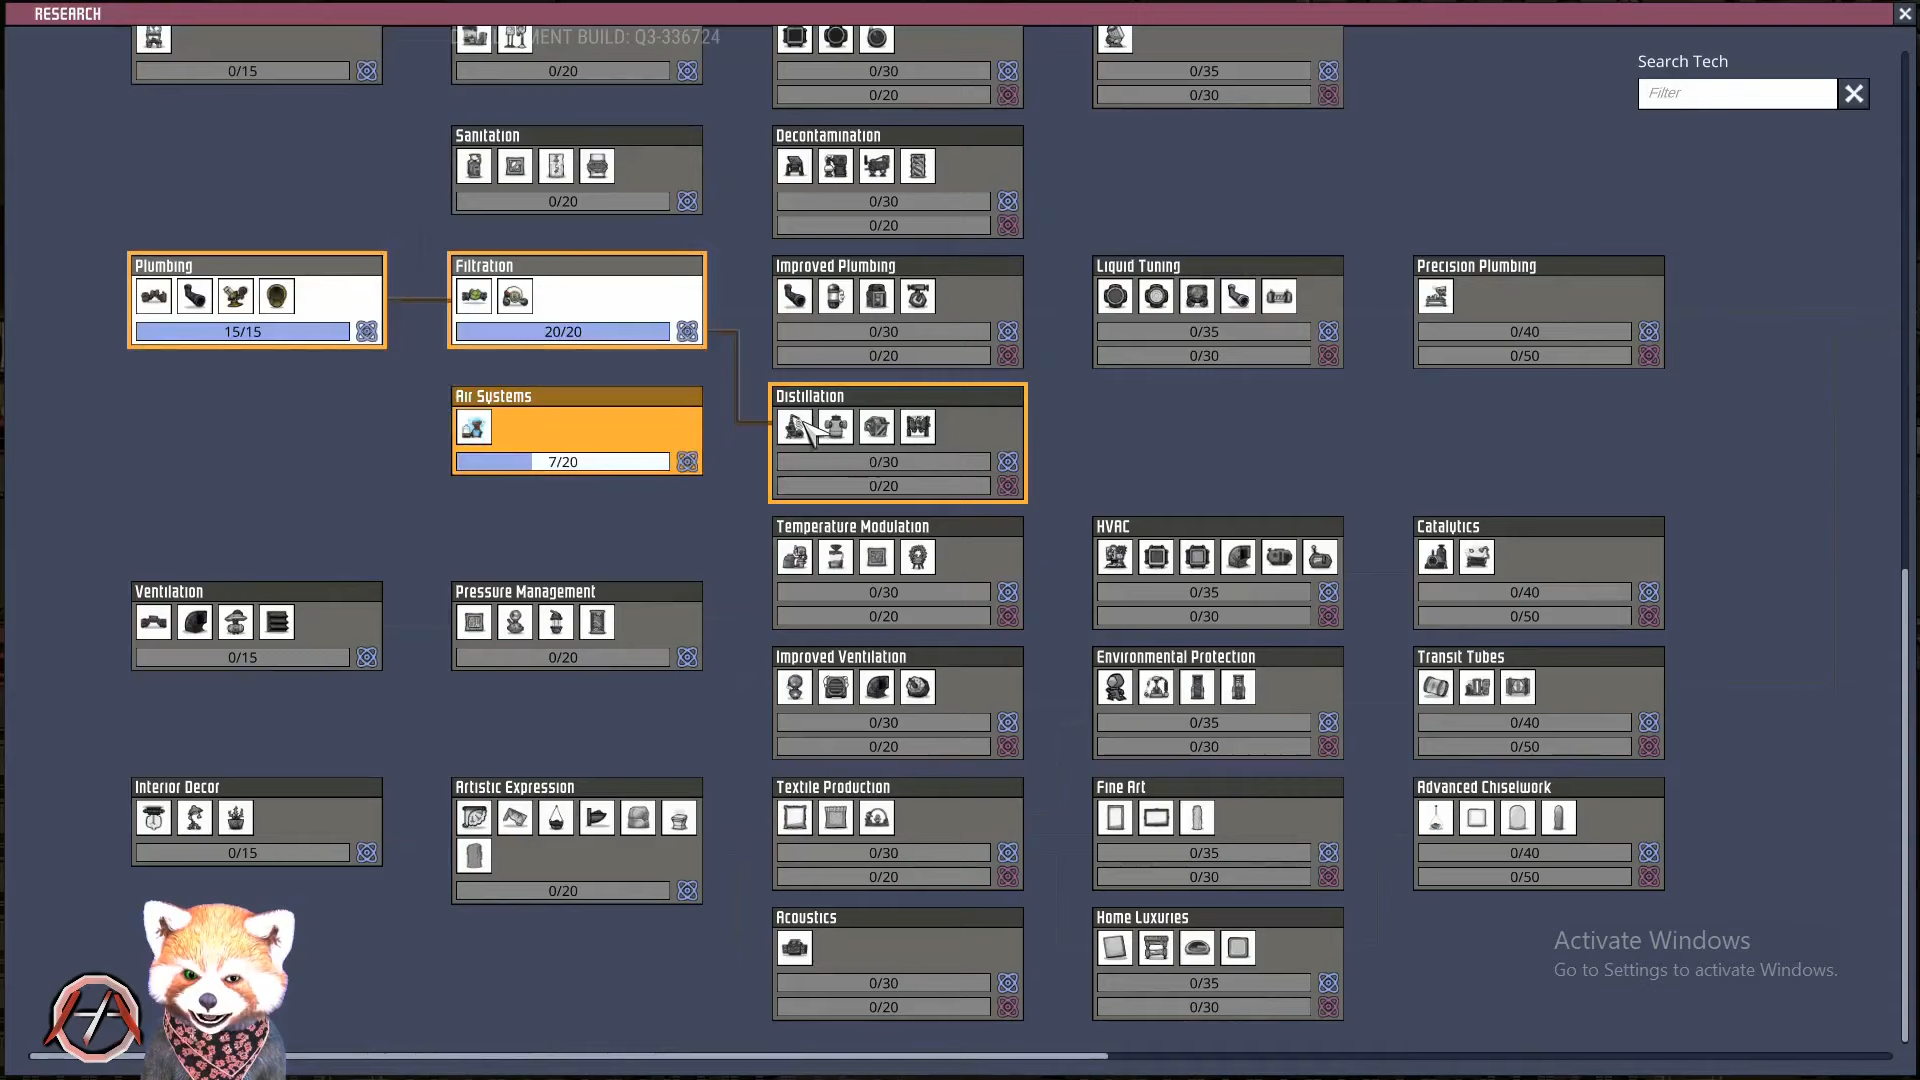 RESEARCH
DEVELOPMENT BUILD: Q3-336724
Search Tech
Filter
0/15
0/20
0/30
0/20
0/35
0/30
Sanitation
0/20
Decontamination
0/30
0/20
Plumbing
15/15
Filtration
20/20
Improved Plumbing
0/30
0/20
Liquid Tuning
0/35
0/30
Precision Plumbing
0/40
0/50
Air Systems
7/20
Distillation
0/30
0/20
Temperature Modulation
0/30
0/20
HVAC
0/35
0/30
Catalytics
0/40
0/50
Ventilation
0/15
Pressure Management
0/20
Improved Ventilation
0/30
0/20
Environmental Protection
0/35
0/30
Transit Tubes
0/40
0/50
Interior Decor
0/15
Artistic Expression
0/20
Textile Production
0/30
0/20
Fine Art
0/35
0/30
Advanced Chiselwork
0/40
0/50
Acoustics
0/30
0/20
Home Luxuries
0/35
0/30
Activate Windows
Go to Settings to activate Windows.